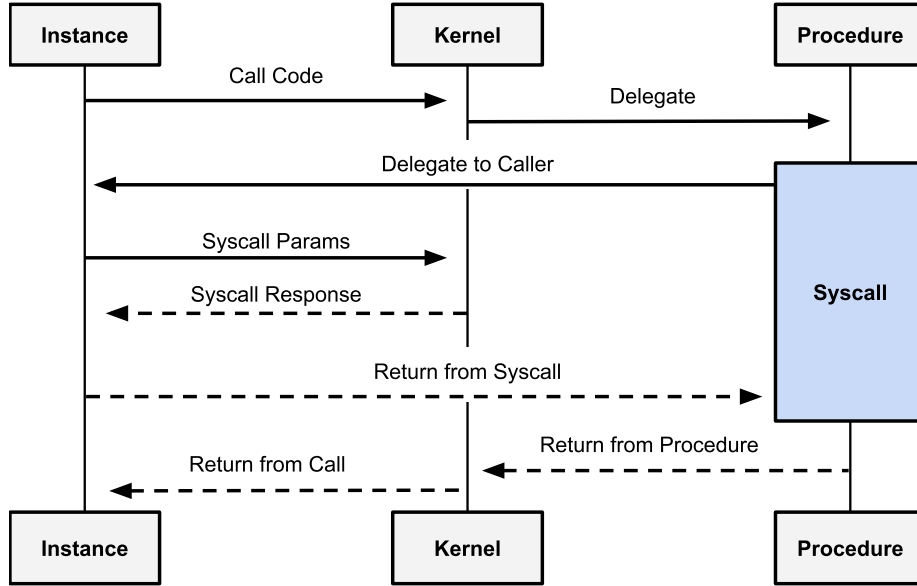 Instance
Kernel
Procedure
Call Code
Delegate
Delegate to Caller
Syscall Params
Syscall Response
Syscall
Return from Syscall
Return from Procedure
Return from Call
Instance
Kernel
Procedure